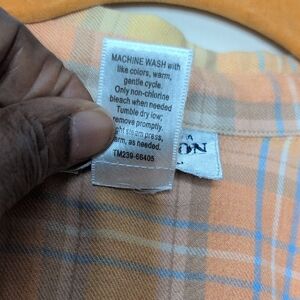 MACHINE WASH with
like colors, warm,
gentle cycle.
Only non-chlorine
bleach when needed
Tumble dry low;
remove promptly.
steam press,
as needed.
TM239-66405